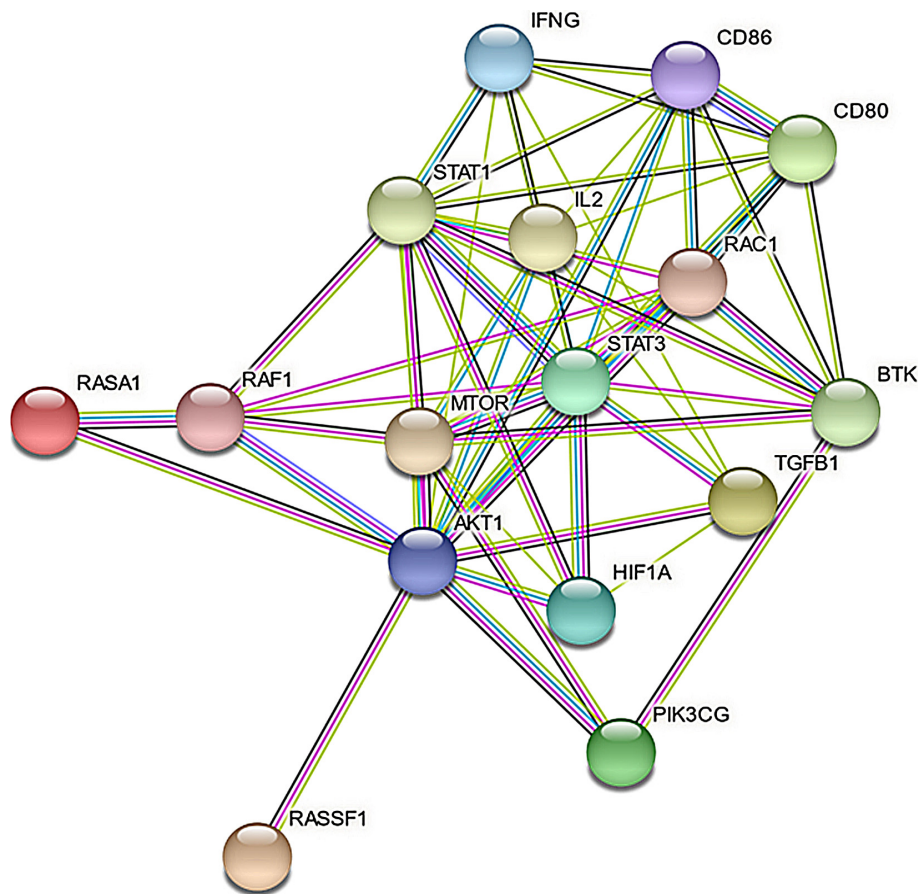 IFNG
CD86
CD80
STAT1
IL2
RAC1
STAT3
BTK
RASA1
RAF1
MTOR
TGFB1
AKT1
HIF1A
PIK3CG
RASSF1